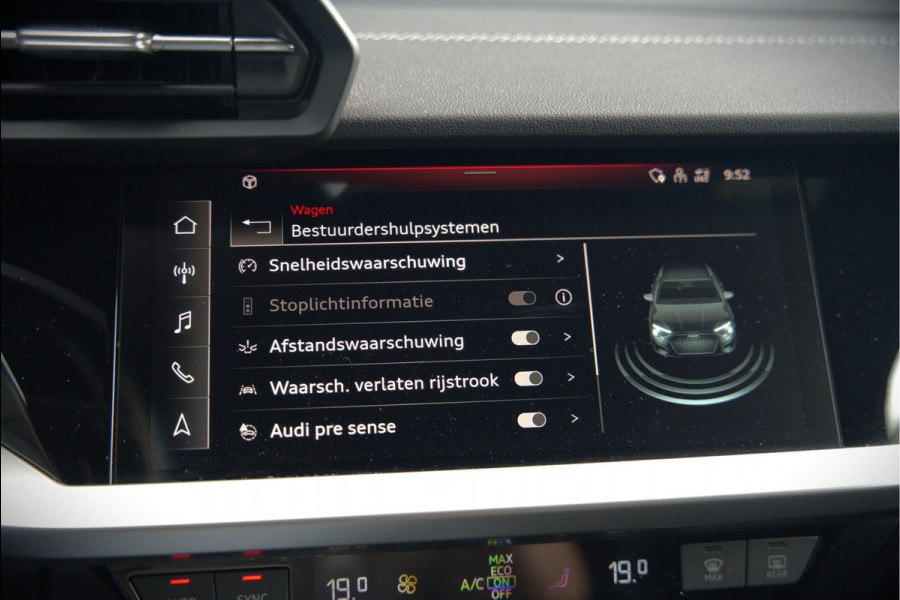 9:52
Wagen
Bestuurdershulpsystemen
Snelheidswaarschuwing
Stoplichtinformatie
Afstandswaarschuwing
Waarsch. verlaten rijstrook
Audi pre sense
19.0
A/C
MAX
ECO
ON
OFF
19.0
MAX
REAR
AUTO
SYNC